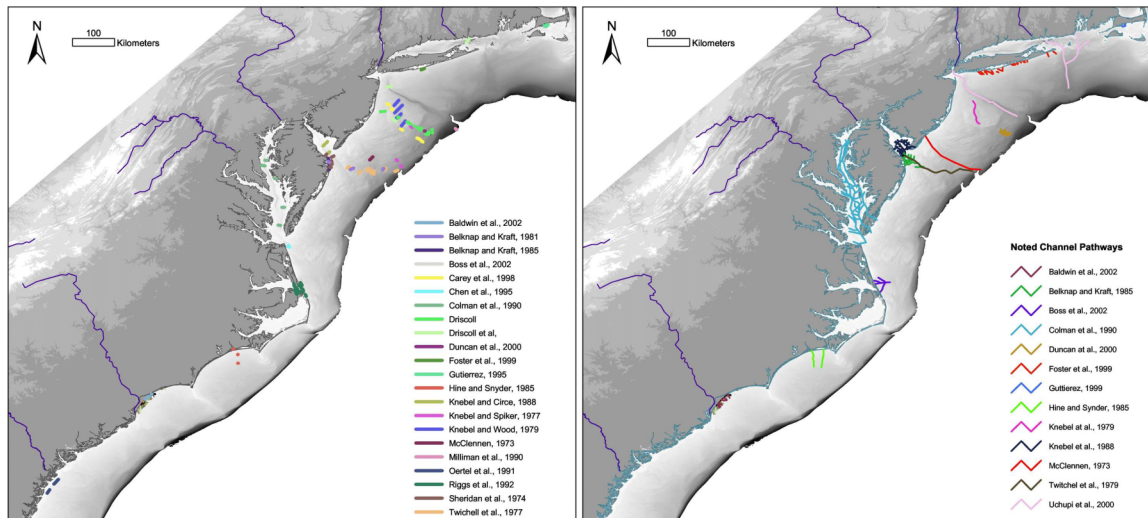 N
100
Kilometers
Baldwin et al., 2002
Belknap and Kraft, 1981
Belknap and Kraft, 1985
Boss et al., 2002
Carey et al., 1998
Chen et al., 1995
Colman et al., 1990
Driscoll
Driscoll et al,
Duncan et al., 2000
Foster et al., 1999
Gutierrez, 1995
Hine and Snyder, 1985
Knebel and Circe, 1988
Knebel and Spiker, 1977
Knebel and Wood, 1979
McClennen, 1973
Milliman et al., 1990
Oertel et al., 1991
Riggs et al., 1992
Sheridan et al., 1974
Twichell et al., 1977
N
100
Kilometers
Noted Channel Pathways
Baldwin et al., 2002
Belknap and Kraft, 1985
Boss et al., 2002
Colman et al., 1990
Duncan at al., 2000
Foster et al., 1999
Guttierez, 1999
Hine and Synder, 1985
Knebel at al., 1979
Knebel et al., 1988
McClennen, 1973
Twitchel et al., 1979
Uchupi et al., 2000